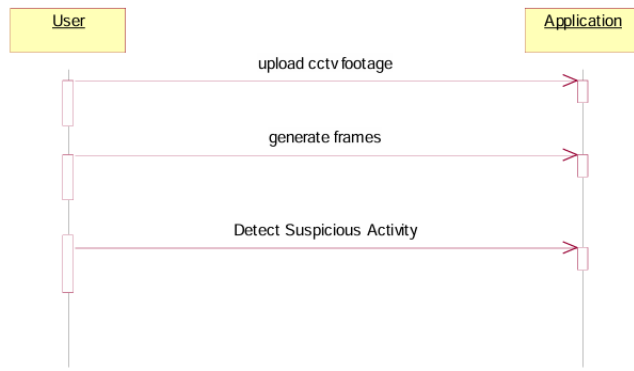 User
Application
upload cctv footage
generate frames
Detect Suspicious Activity